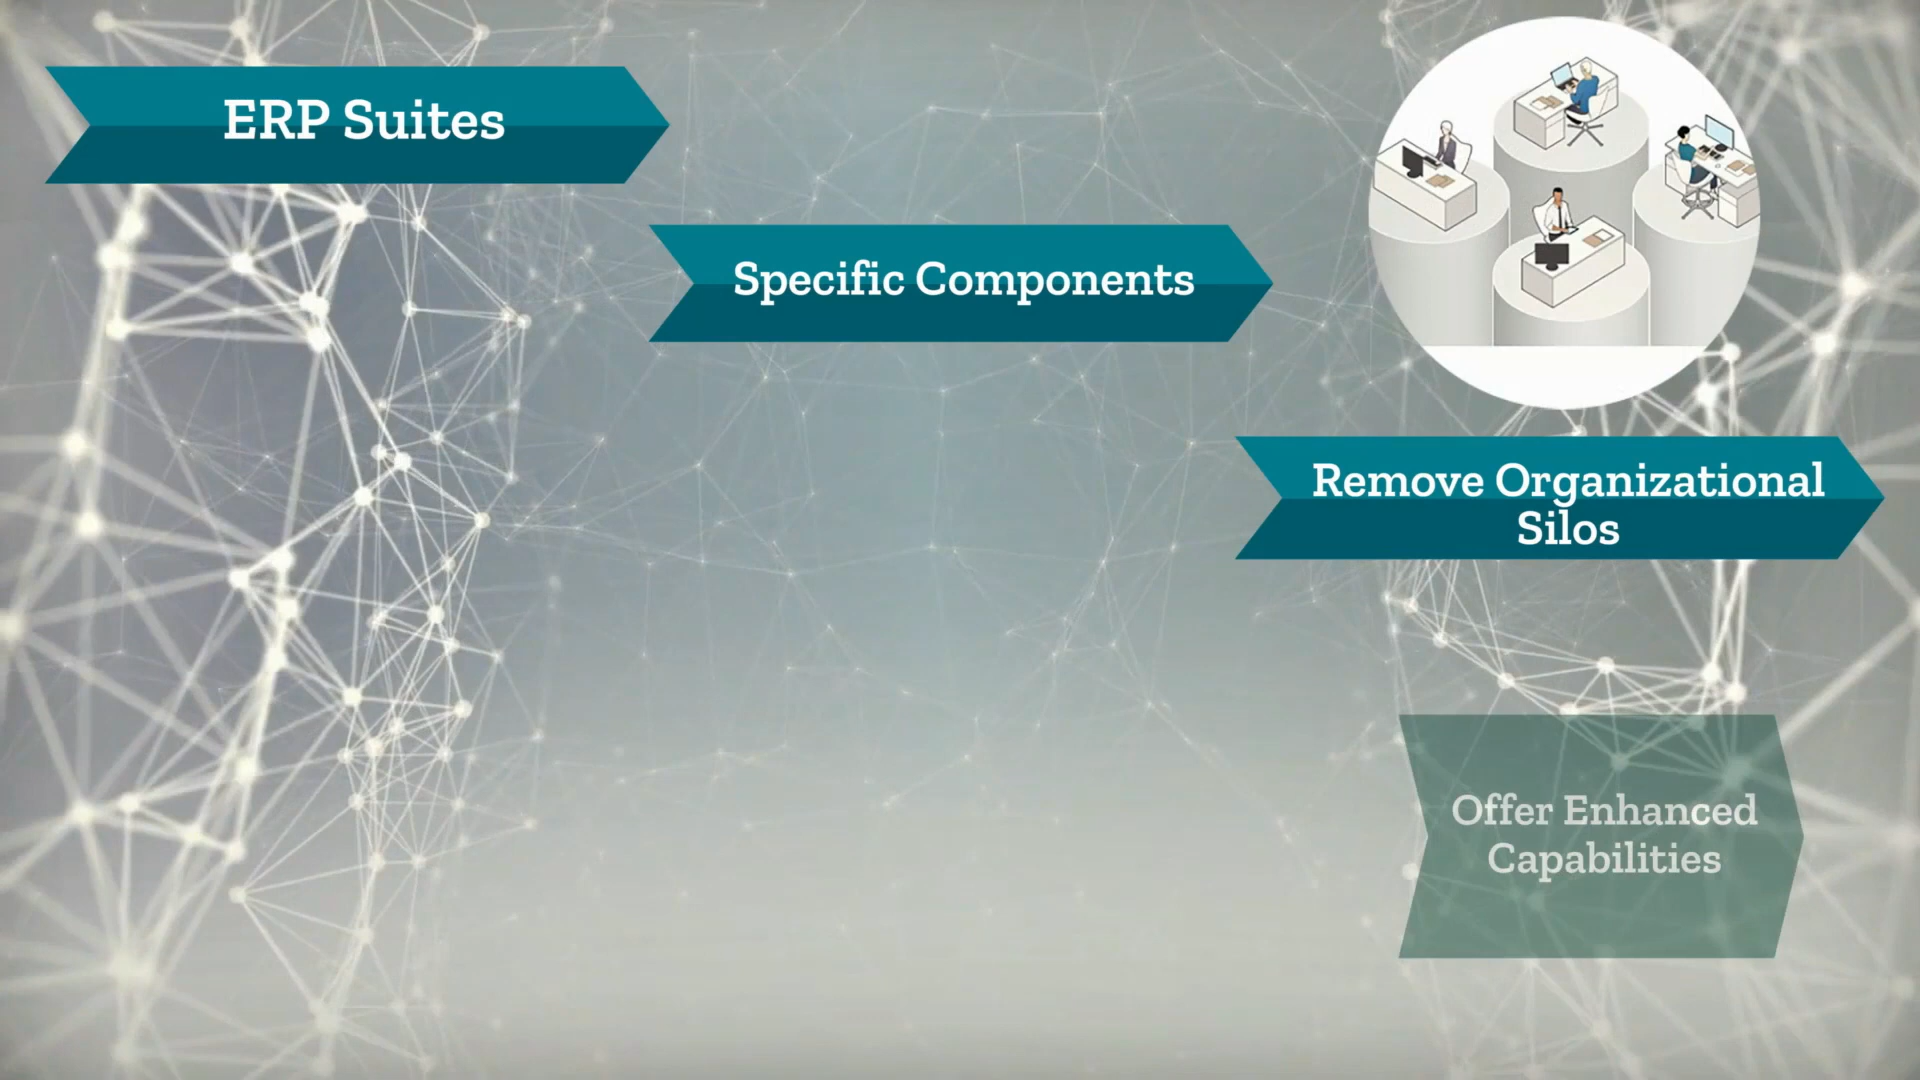 ERP Suites
Specific Components
Remove Organizational
Silos
Offer Enhanced
Capabilities